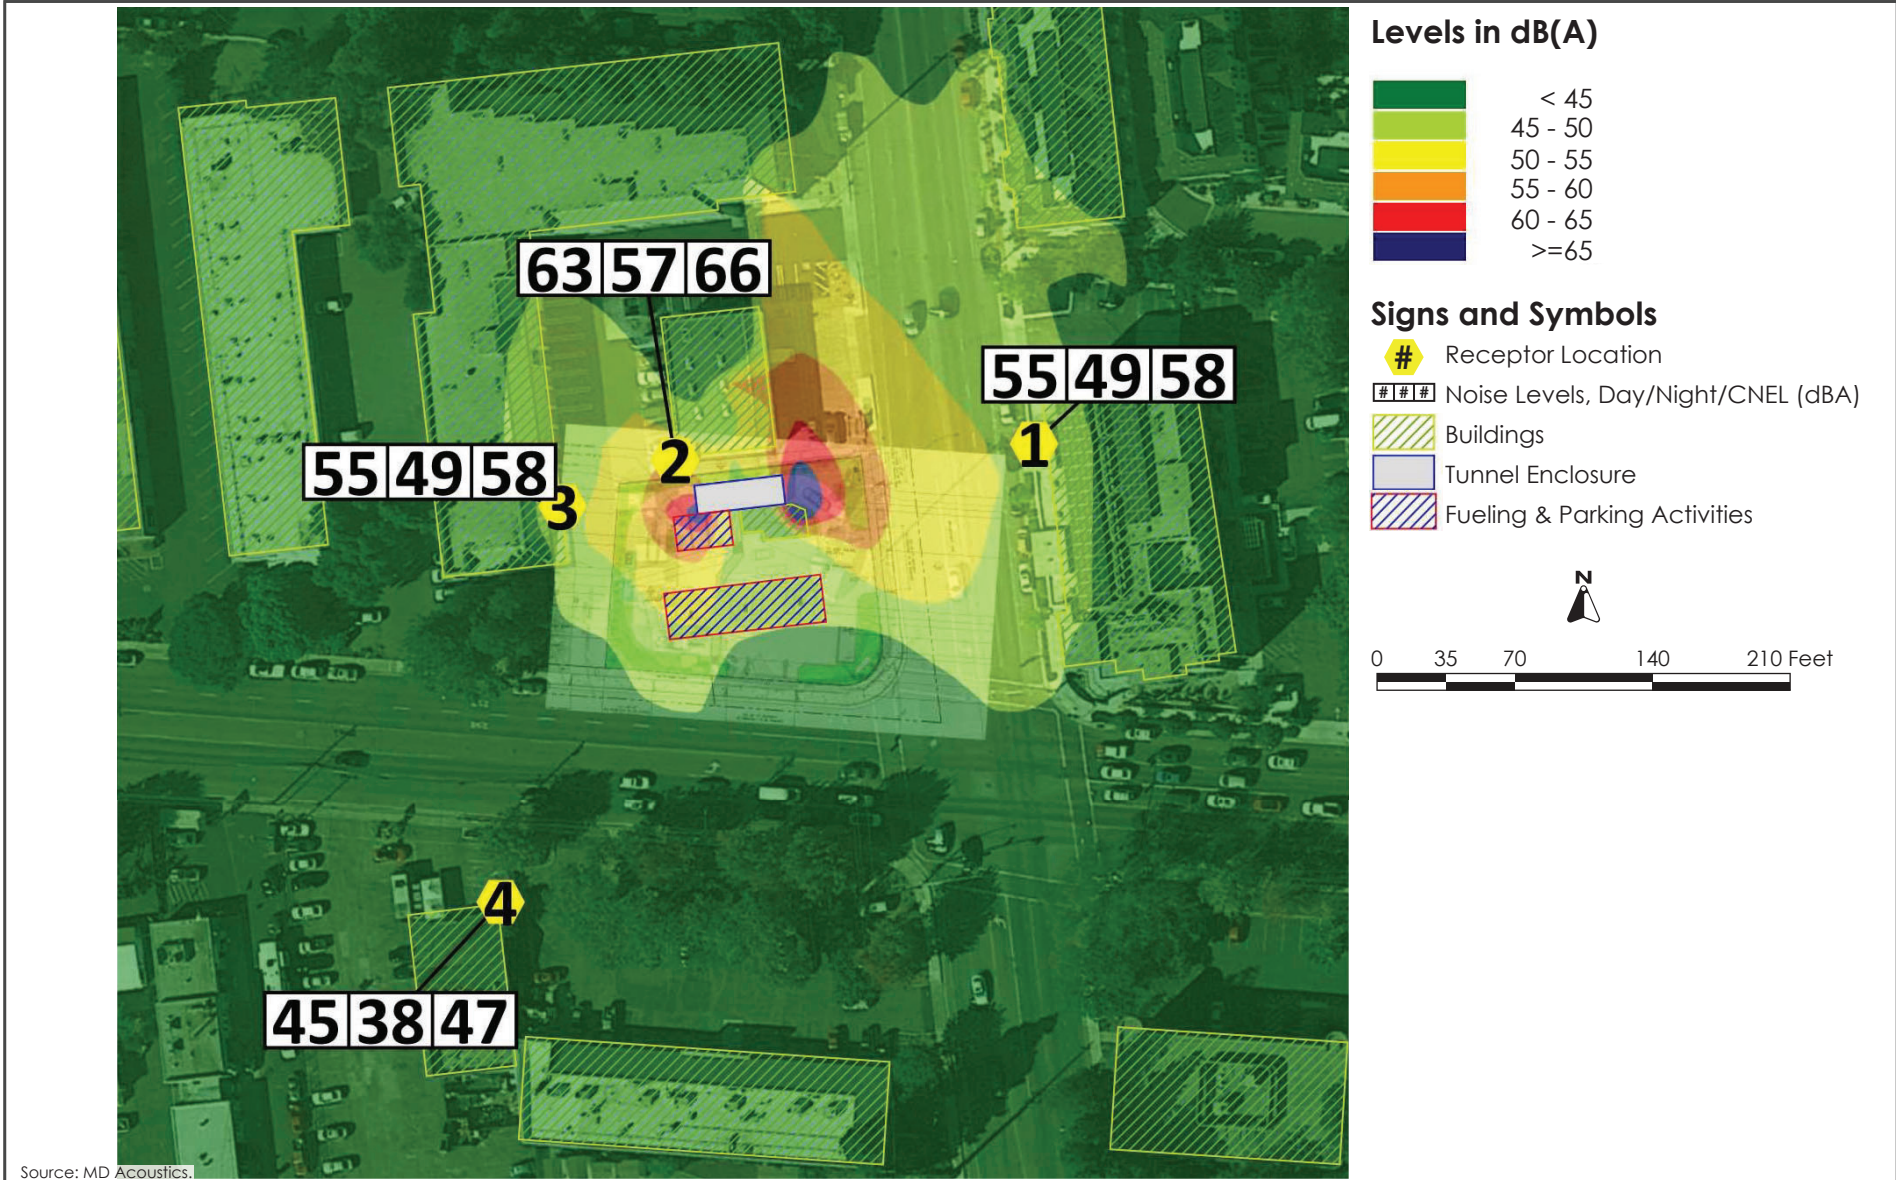 Levels in dB(A)
< 45
45 - 50
50 - 55
55 - 60
60 - 65
>=65
Signs and Symbols
# Receptor Location
# # # Noise Levels, Day/Night/CNEL (dBA)
Buildings
Tunnel Enclosure
Fueling & Parking Activities
N
0 35 70 140 210 Feet
63 57 66
55 49 58
1
2
55 49 58
3
4
45 38 47
Source: MD Acoustics.